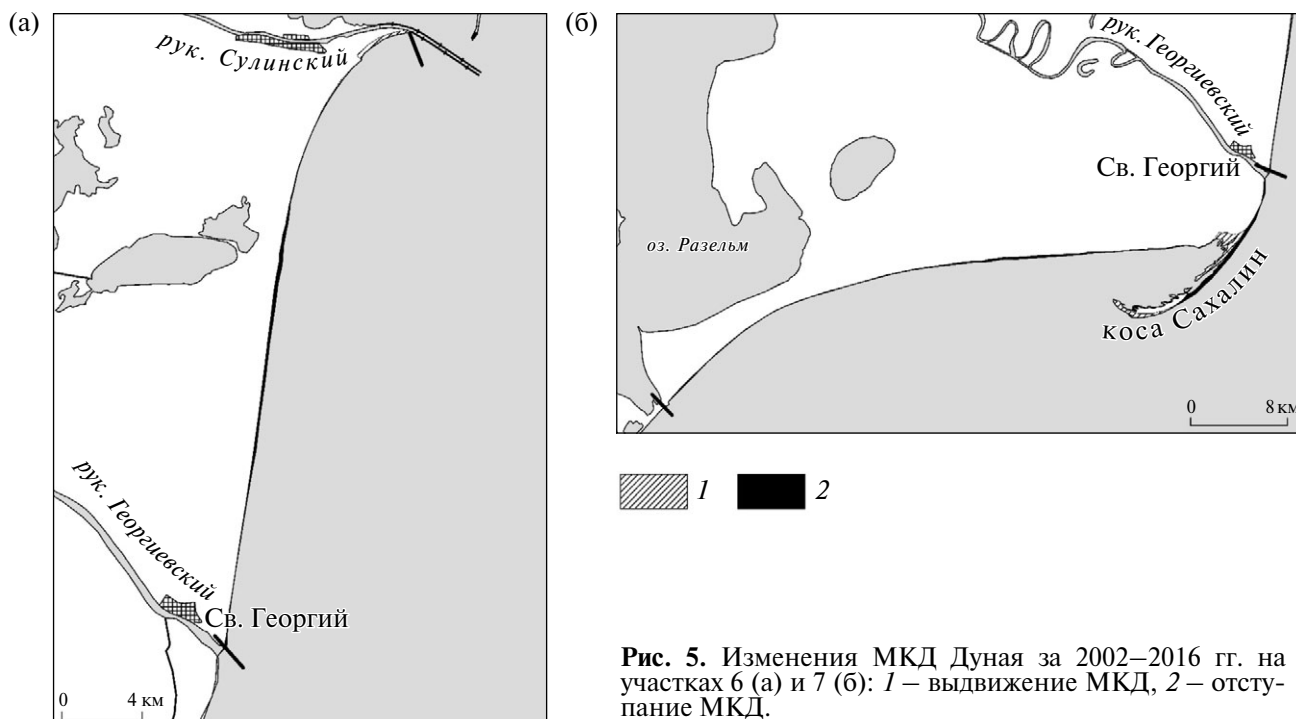 (а)
рук. Сулинский
рук. Георгиевский
Св. Георгий
0 4 км
(б)
рук. Георгиевский
Св. Георгий
оз. Разельм
коса Сахалин
0 8 км
1 2
Рис. 5. Изменения МКД Дуная за 2002–2016 гг. на
участках 6 (а) и 7 (б): 1 – выдвижение МКД, 2 – отсту-
пание МКД.